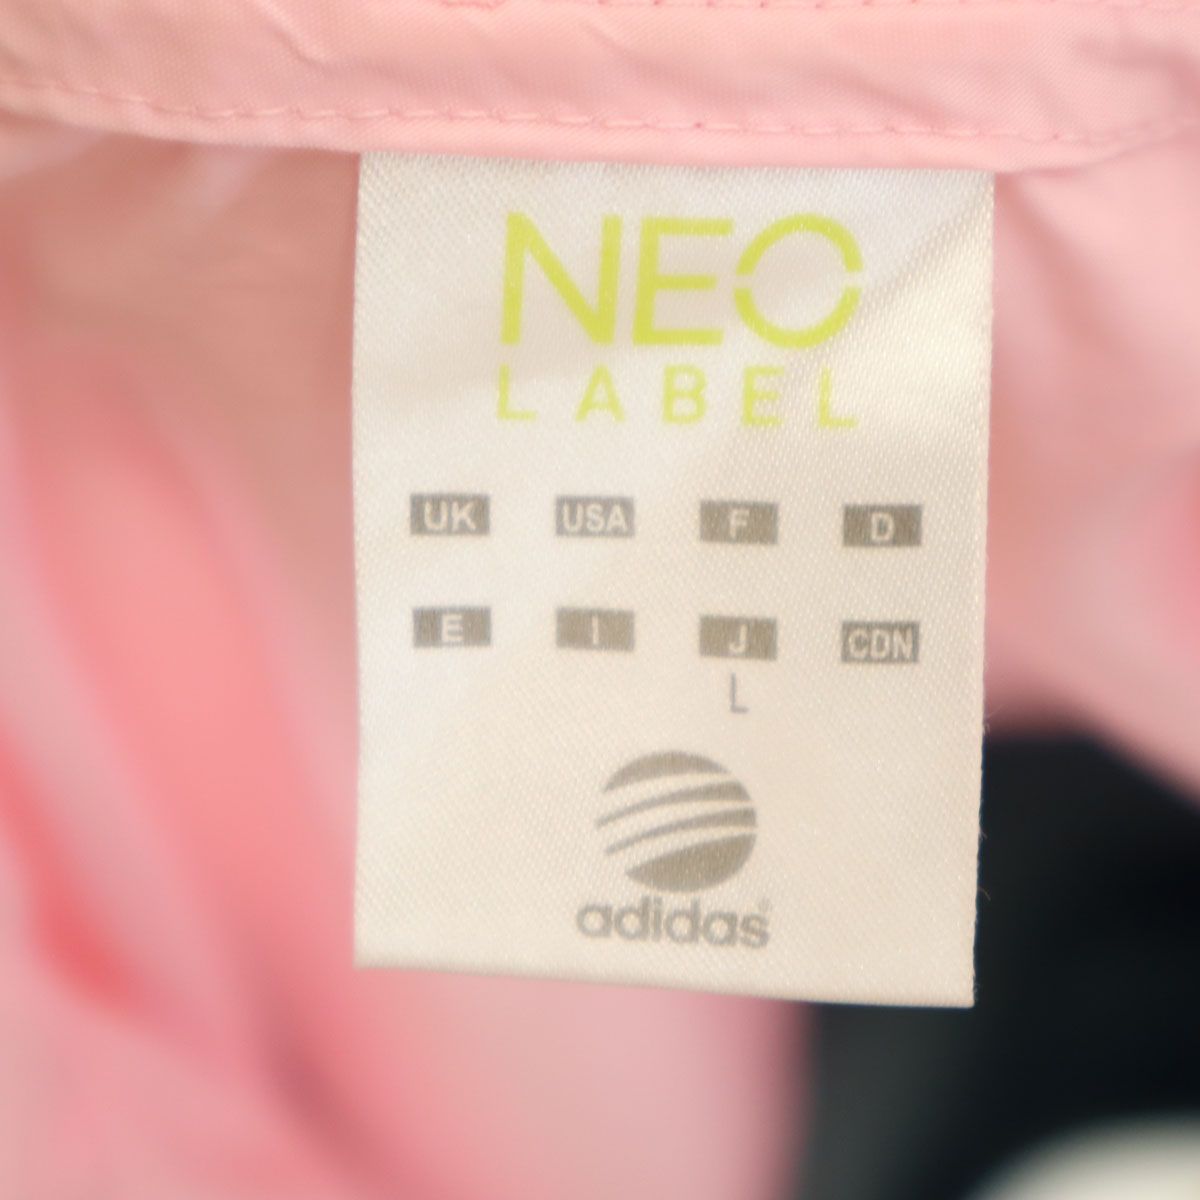 NEO
LABEL
UK USA F D
E I J CDN
L
adidas®